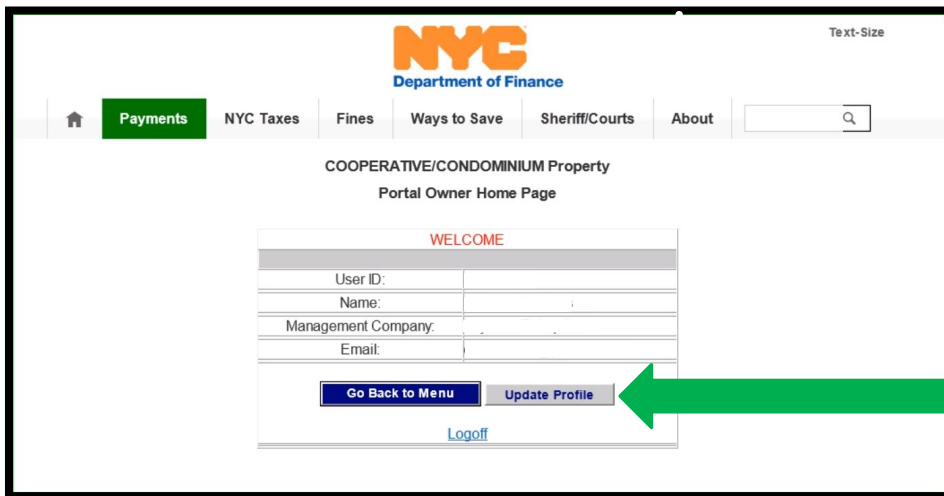 Text-Size
NYC
Department of Finance
Payments NYC Taxes Fines Ways to Save Sheriff/Courts About
COOPERATIVE/CONDOMINIUM Property
Portal Owner Home Page
WELCOME
User ID:
Name:
Management Company:
Email:
Go Back to Menu Update Profile
Logoff